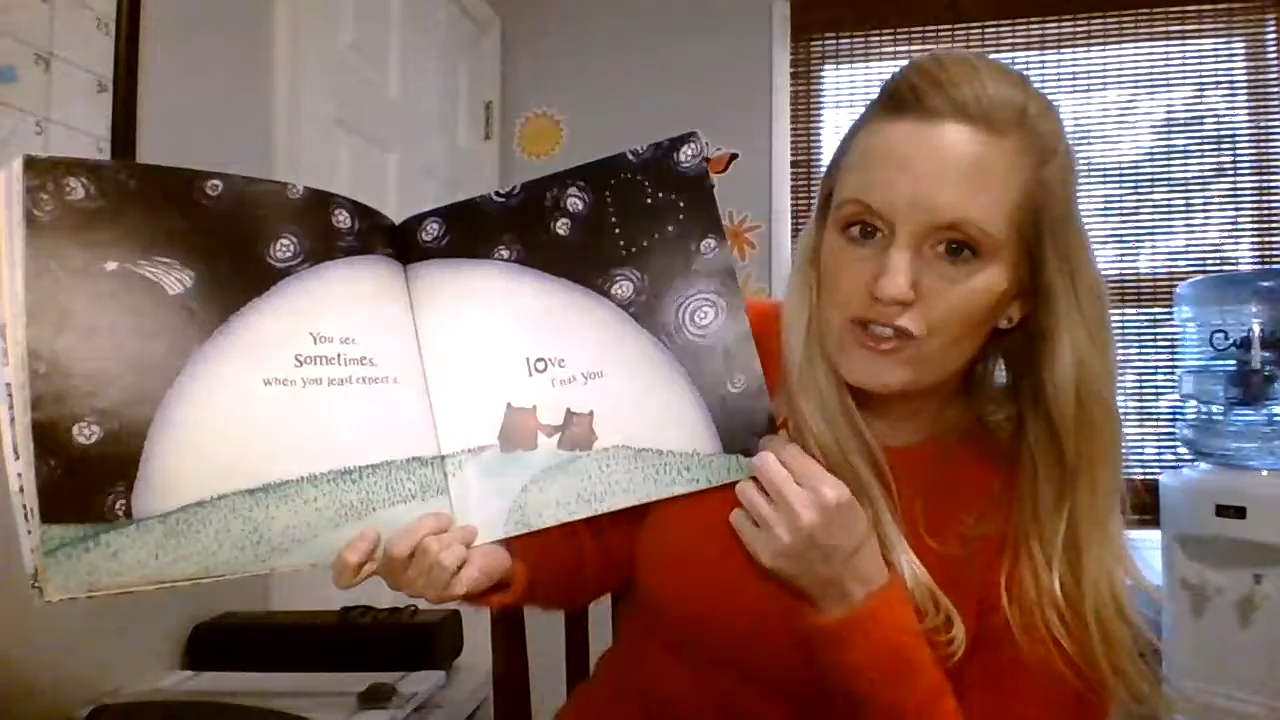 You see,
sometimes,
when you least expect it,
love
finds you.